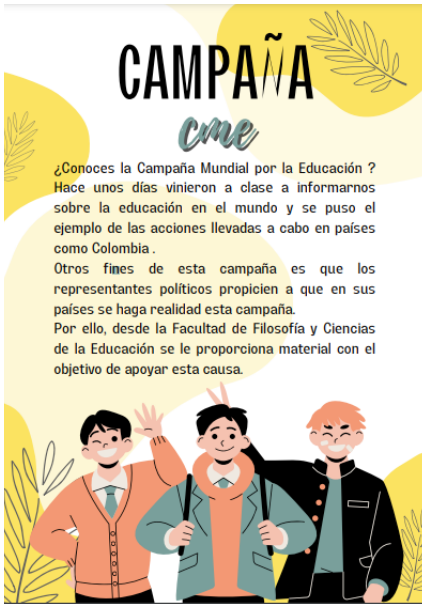 CAMPAÑA
cme
¿Conoces la Campaña Mundial por la Educación ?
Hace unos días vinieron a clase a informarnos
sobre la educación en el mundo y se puso el
ejemplo de las acciones llevadas a cabo en países
como Colombia .
Otros fines de esta campaña es que los
representantes políticos propicien a que en sus
países se haga realidad esta campaña.
Por ello, desde la Facultad de Filosofía y Ciencias
de la Educación se le proporciona material con el
objetivo de apoyar esta causa.